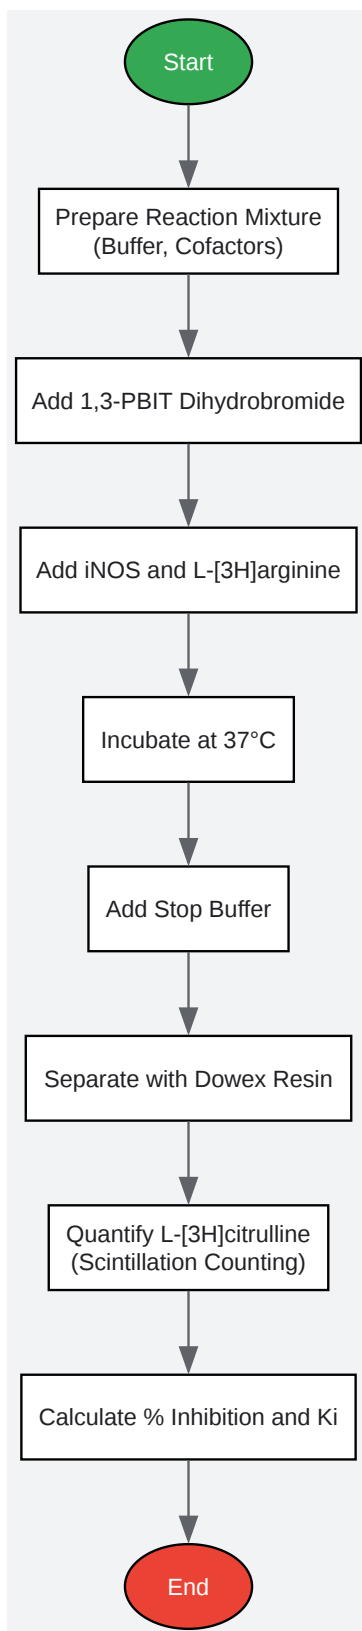 Start
Prepare Reaction Mixture
(Buffer, Cofactors)
Add 1,3-PBIT Dihydrobromide
Add iNOS and L-[3H]arginine
Incubate at 37°C
Add Stop Buffer
Separate with Dowex Resin
Quantify L-[3H]citrulline
(Scintillation Counting)
Calculate % Inhibition and Ki
End